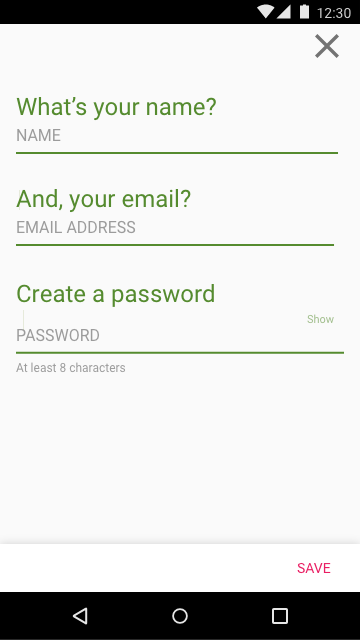 12:30
What's your name?
NAME
And, your email?
EMAIL ADDRESS
Create a password
Show
PASSWORD
At least 8 characters
SAVE